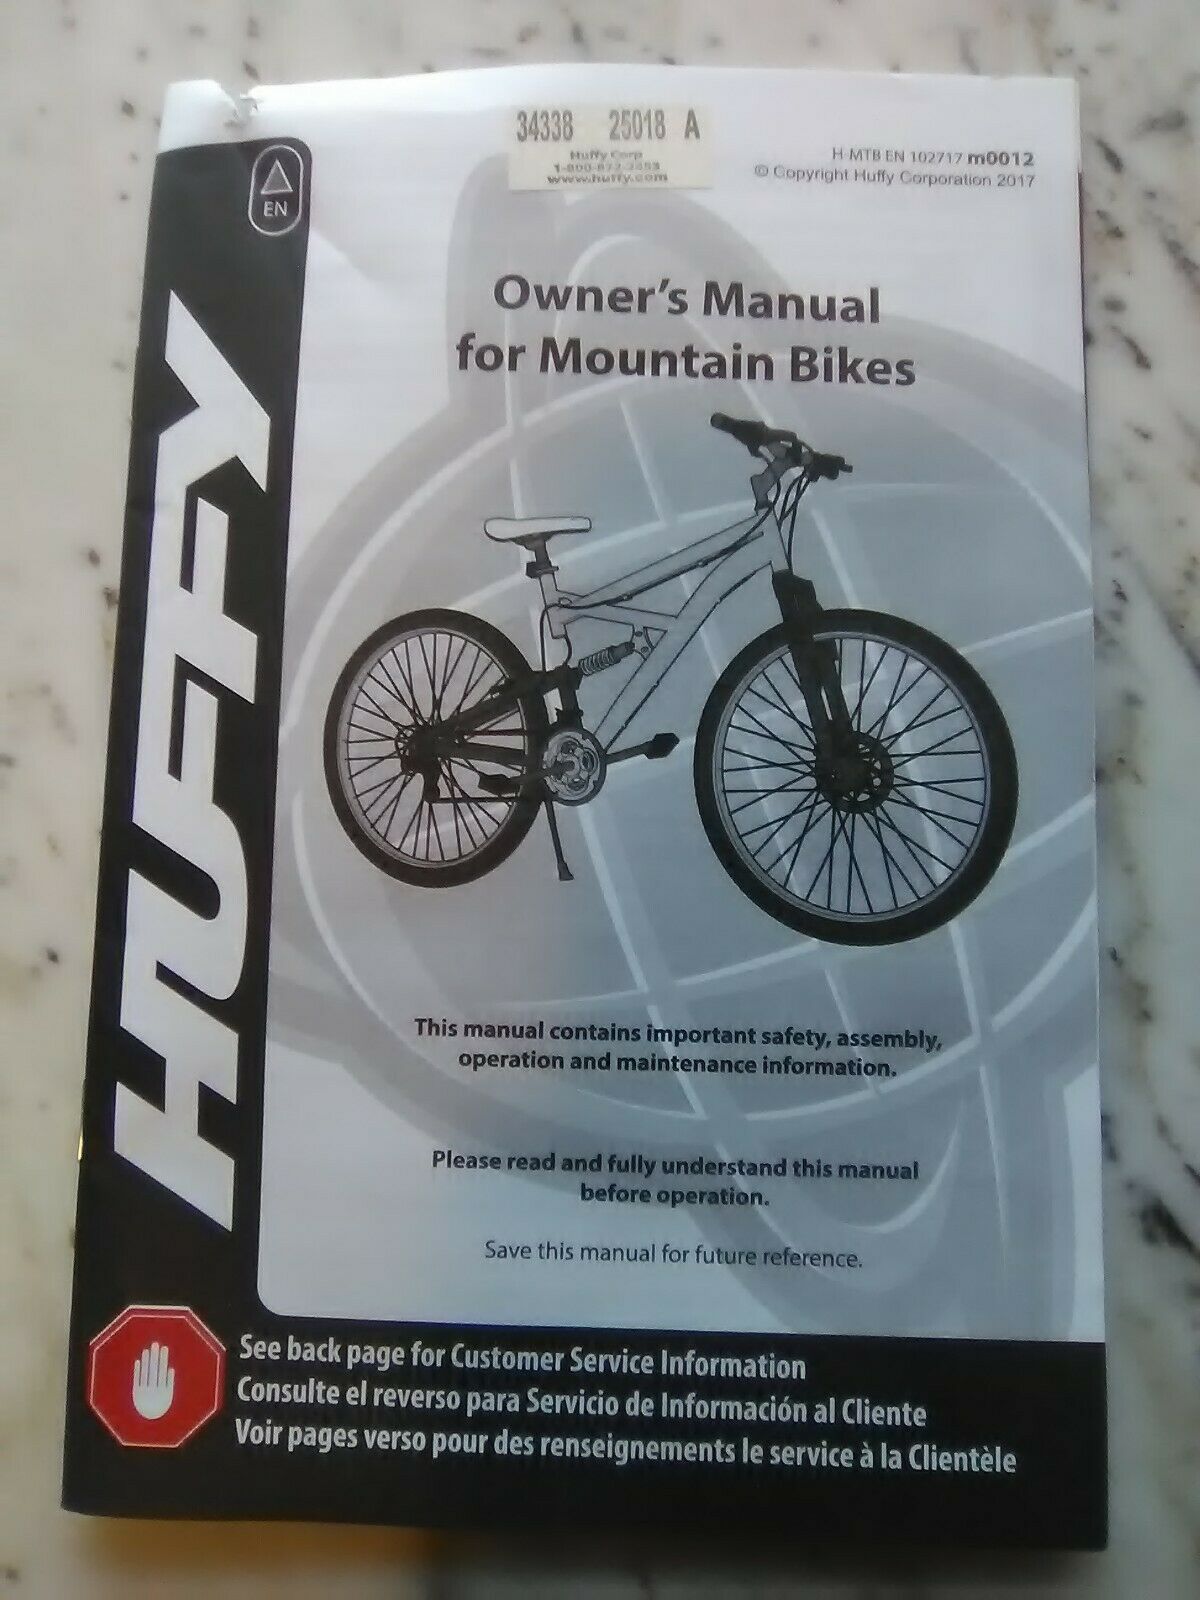 34338 25018 A
Huffy Corp
www.huffy.com
H-MTB EN 102717 m0012
© Copyright Huffy Corporation 2017
EN
HUFFY
Owner's Manual
for Mountain Bikes
This manual contains important safety, assembly,
operation and maintenance information.
Please read and fully understand this manual
before operation.
Save this manual for future reference.
See back page for Customer Service Information
Consulte el reverso para Servicio de Información al Cliente
Voir pages verso pour des renseignements le service à la Clientèle